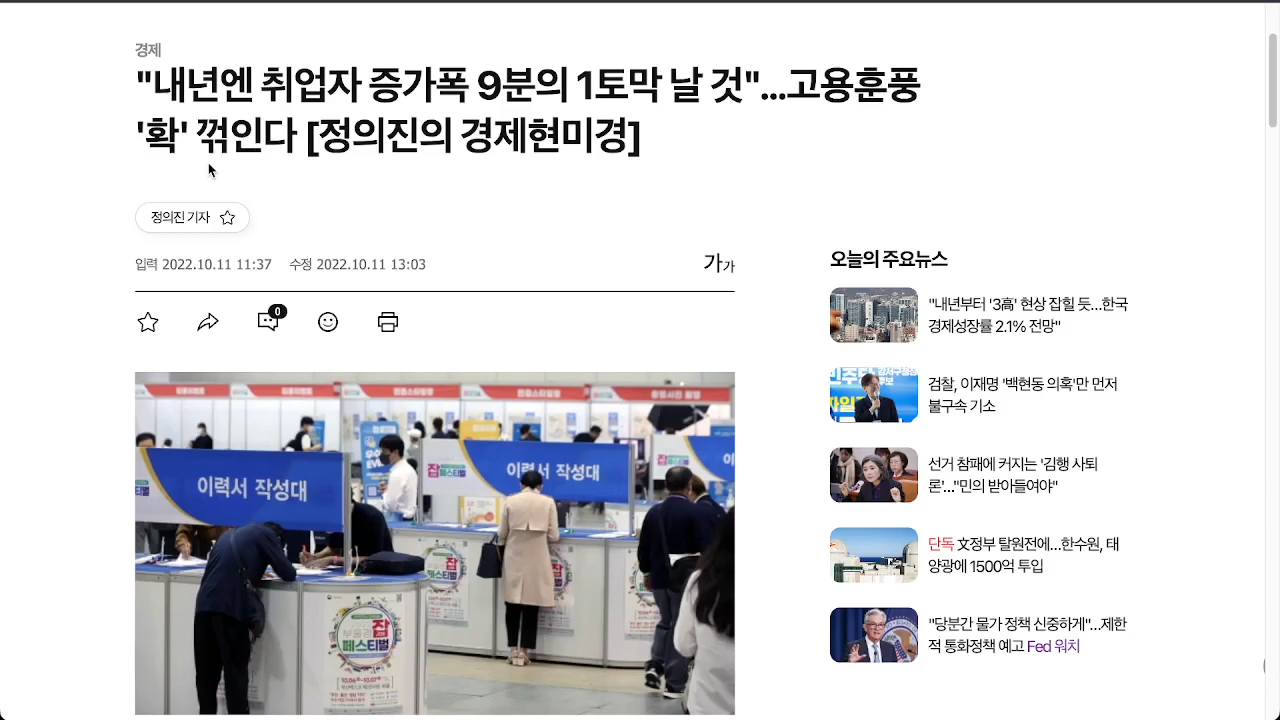 경제
"내년엔 취업자 증가폭 9분의 1토막 날 것"...고용훈풍
'확' 꺾인다 [정의진의 경제현미경]
정의진 기자
입력 2022.10.11 11:37 수정 2022.10.11 13:03
가가
0
오늘의 주요뉴스
"내년부터 '3高' 현상 잡힐 듯…한국
경제성장률 2.1% 전망"
검찰, 이재명 '백현동 의혹'만 먼저
불구속 기소
선거 참패에 커지는 '김행 사퇴
론'…"민의 받아들여야"
단독 文정부 탈원전에…한수원, 태
양광에 1500억 투입
"당분간 물가 정책 신중하게"…제한
적 통화정책 예고 Fed 워치
이력서 작성대
이력서 작성대
잡
페스티벌
부울경
잡
페스티벌